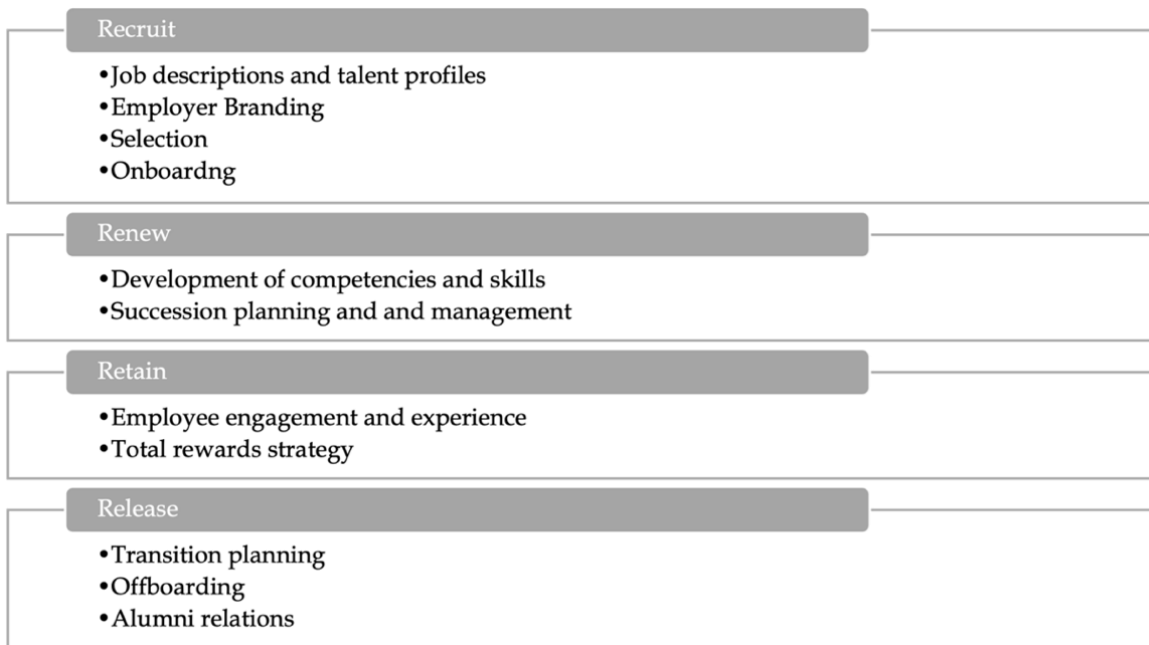 Recruit
•Job descriptions and talent profiles
•Employer Branding
•Selection
•Onboardng
Renew
•Development of competencies and skills
•Succession planning and and management
Retain
•Employee engagement and experience
•Total rewards strategy
Release
•Transition planning
•Offboarding
•Alumni relations